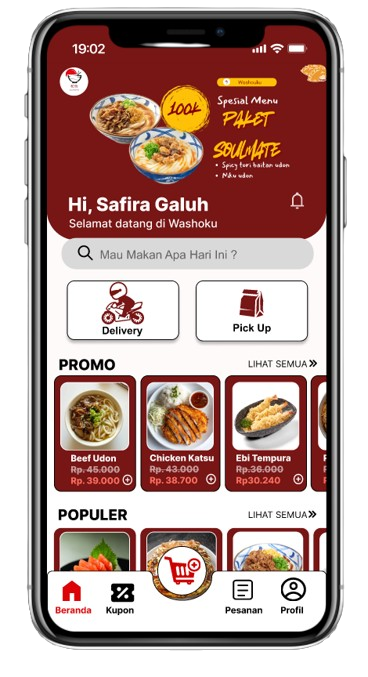 19:02
Washoku
100k
Spesial Menu
PAKET
SOULMATE
• Spicy tori baitan udon
• Miku udon
Hi, Safira Galuh
Selamat datang di Washoku
Mau Makan Apa Hari Ini ?
Delivery
Pick Up
PROMO
LIHAT SEMUA»
Beef Udon
Rp. 45.000
Rp. 39.000
Chicken Katsu
Rp. 43.000
Rp. 38.700
Ebi Tempura
Rp.36.000
Rp30.240
POPULER
LIHAT SEMUA»
Beranda
Kupon
Pesanan
Profil